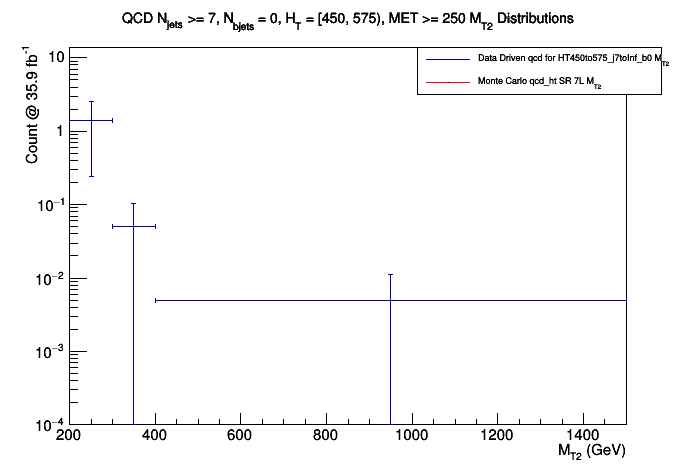 QCD N_jets >= 7, N_bjets = 0, H_T = [450, 575), MET >= 250 M_T2 Distributions
Data Driven qcd for HT450to575_j7toInf_b0 M_T2
Monte Carlo qcd_ht SR 7L M_T2
Count @ 35.9 fb^-1
10
1
10^-1
10^-2
10^-3
10^-4
200 400 600 800 1000 1200 1400
M_T2 (GeV)